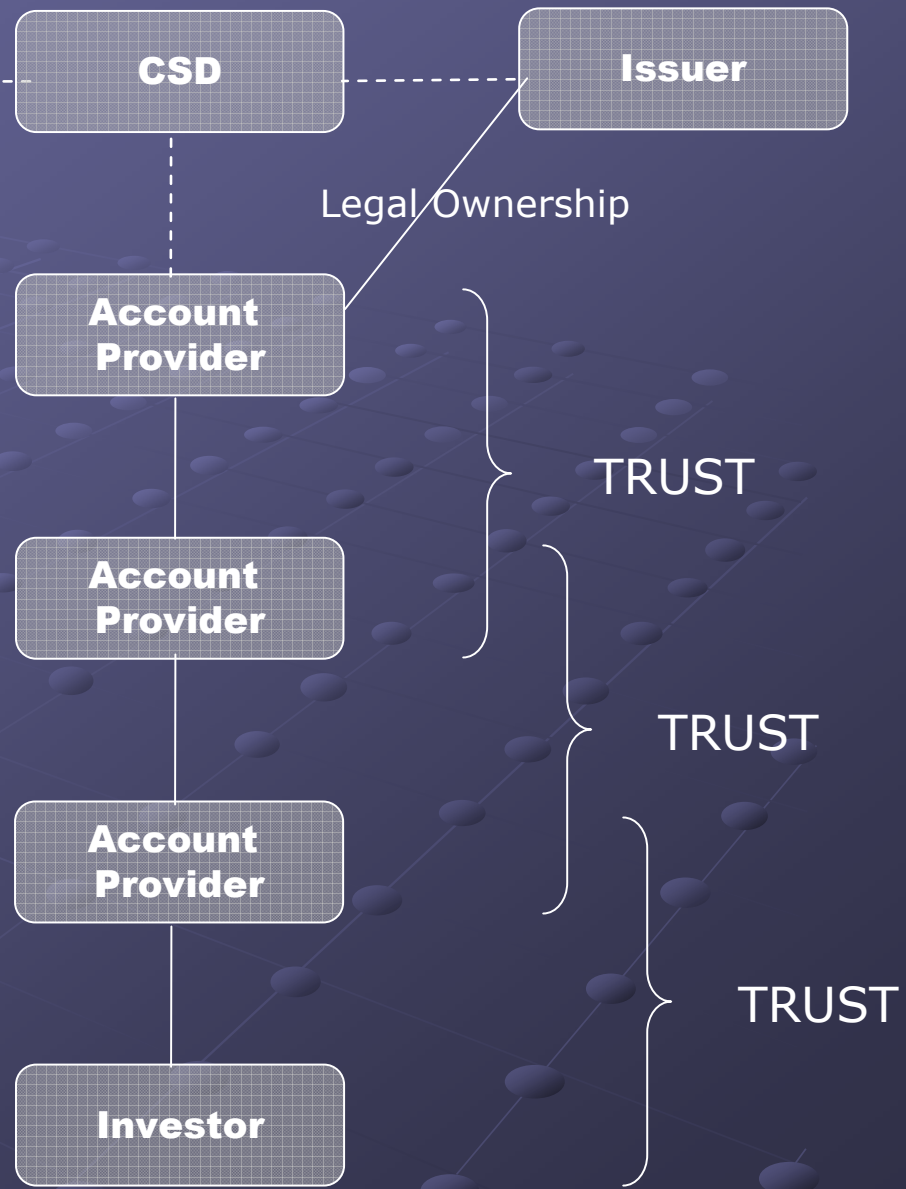 CSD
Issuer
Legal Ownership
Account
Provider
TRUST
Account
Provider
TRUST
Account
Provider
TRUST
Investor